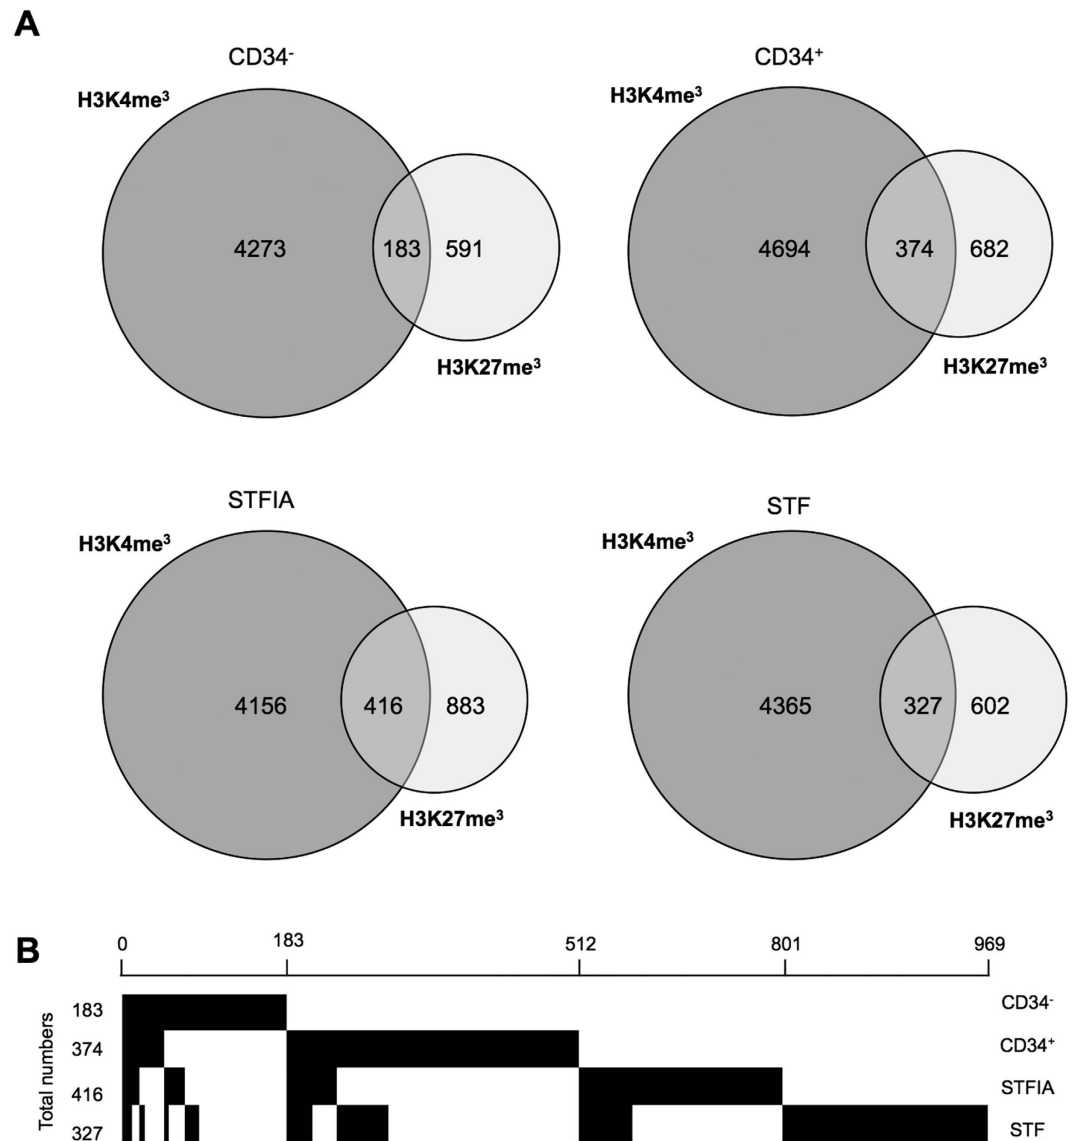 A
CD34⁻
CD34⁺
H3K4me³
H3K4me³
4273
183
591
4694
374
682
H3K27me³
H3K27me³
STFIA
STF
H3K4me³
H3K4me³
4156
416
883
4365
327
602
H3K27me³
H3K27me³
B
0
183
512
801
969
Total numbers
183
CD34⁻
374
CD34⁺
416
STFIA
327
STF